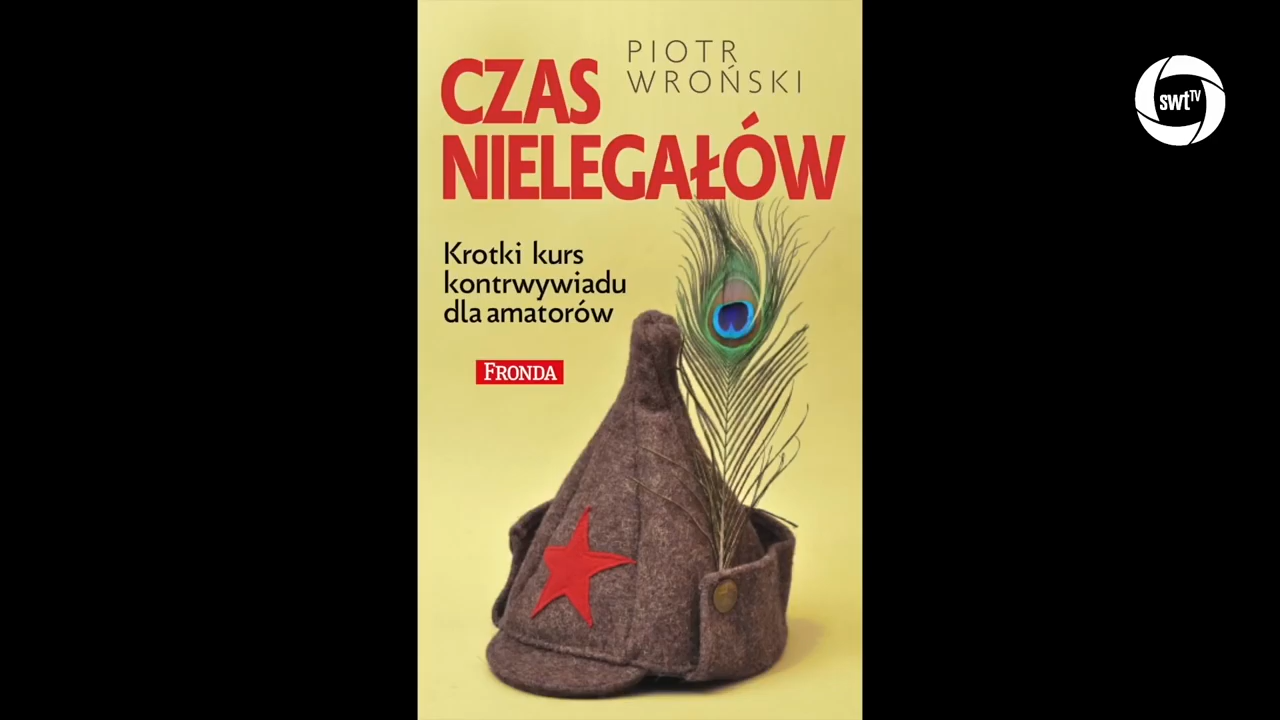 PIOTR
WROŃSKI
CZAS
NIELEGAŁÓW
Krotki kurs
kontrwywiadu
dla amatorów
FRONDA
swtTV